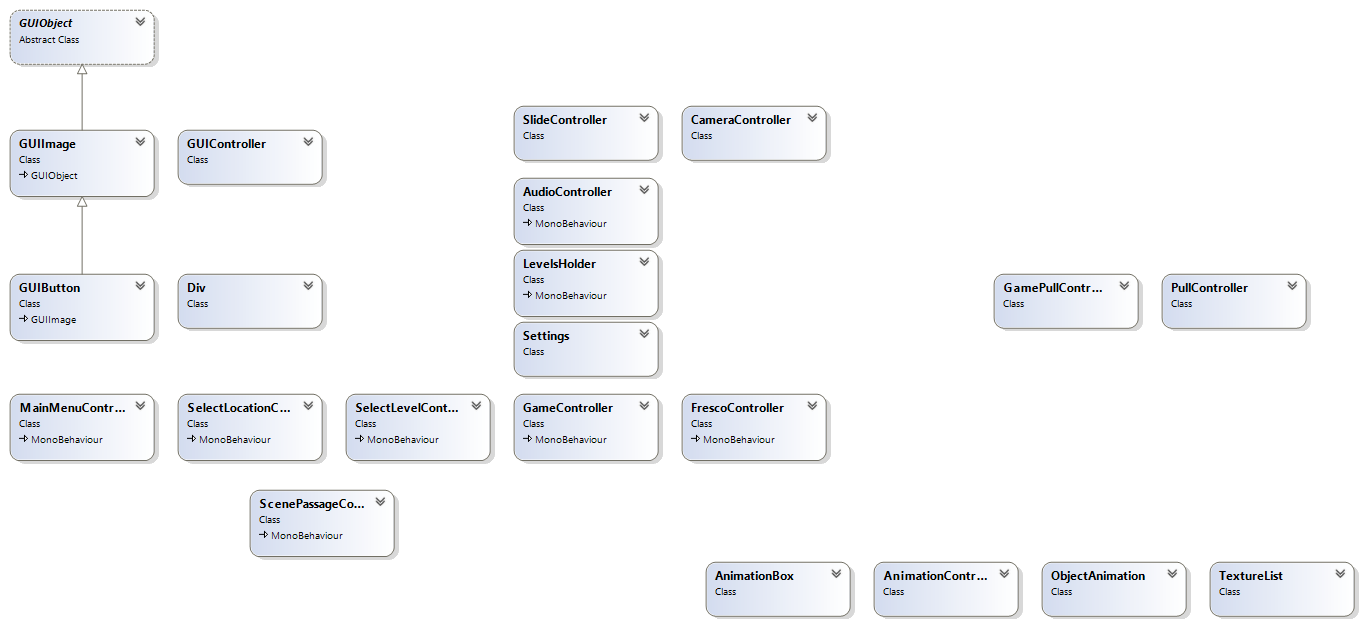 GUIObject
Abstract Class
GUIImage
Class
GUIObject
GUIController
Class
SlideController
Class
CameraController
Class
AudioController
Class
MonoBehaviour
LevelsHolder
Class
MonoBehaviour
GUIButton
Class
GUIImage
Div
Class
GamePullContr...
Class
PullController
Class
Settings
Class
MainMenuContr...
Class
MonoBehaviour
SelectLocationC...
Class
MonoBehaviour
SelectLevelCont...
Class
MonoBehaviour
GameController
Class
MonoBehaviour
FrescoController
Class
MonoBehaviour
ScenePassageCo...
Class
MonoBehaviour
AnimationBox
Class
AnimationContr...
Class
ObjectAnimation
Class
TextureList
Class